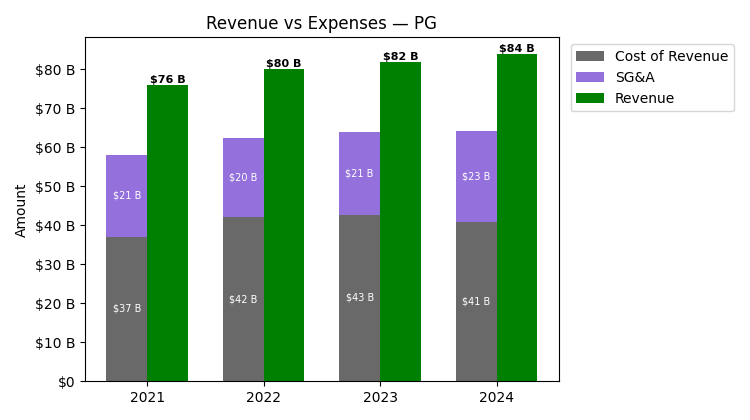 Revenue vs Expenses — PG
Cost of Revenue
SG&A
Revenue
Amount
$80 B
$70 B
$60 B
$50 B
$40 B
$30 B
$20 B
$10 B
$0
$76 B
$80 B
$82 B
$84 B
$21 B
$20 B
$21 B
$23 B
$37 B
$42 B
$43 B
$41 B
2021
2022
2023
2024